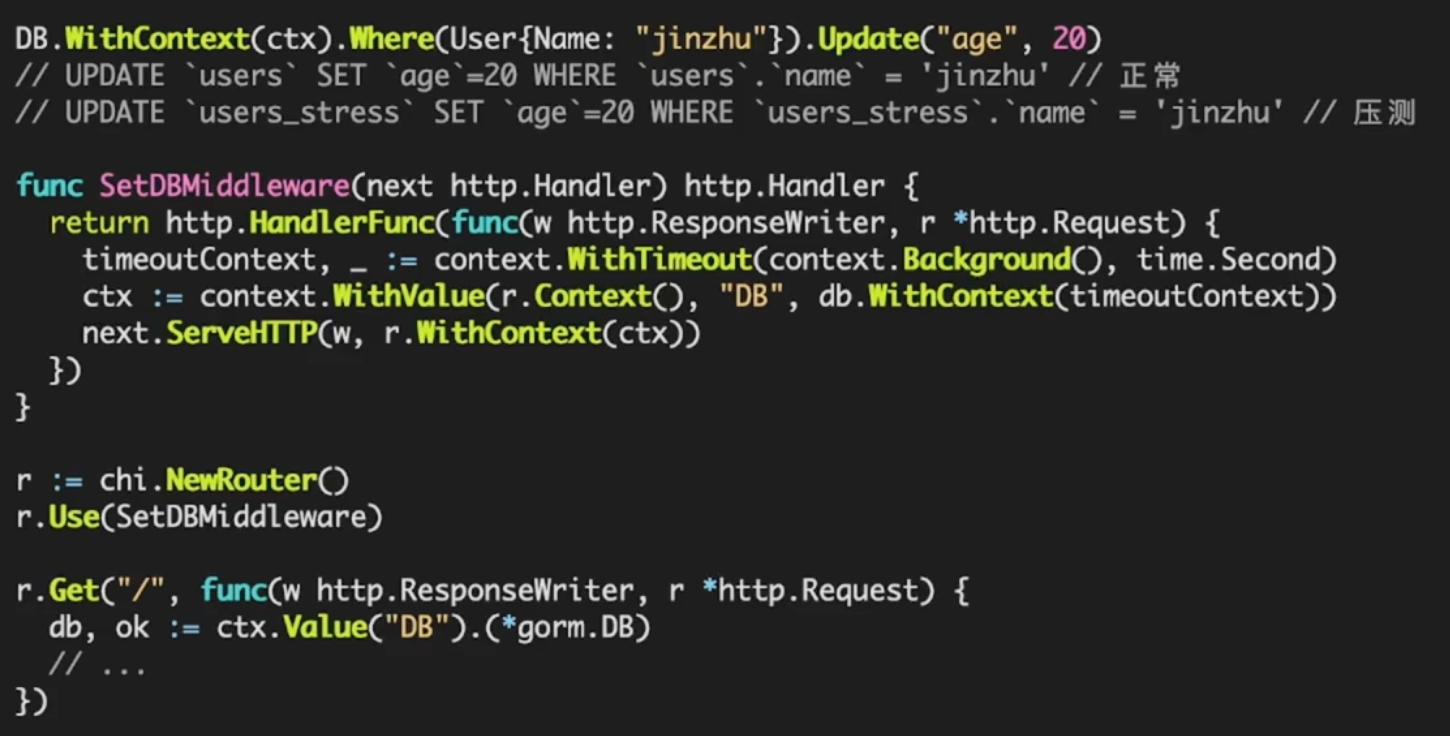 DB.WithContext(ctx).Where(User{Name: "jinzhu"}).Update("age", 20)
// UPDATE `users` SET `age`=20 WHERE `users`.`name` = 'jinzhu' // 正常
// UPDATE `users_stress` SET `age`=20 WHERE `users_stress`.`name` = 'jinzhu' // 压测

func SetDBMiddleware(next http.Handler) http.Handler {
  return http.HandlerFunc(func(w http.ResponseWriter, r *http.Request) {
    timeoutContext, _ := context.WithTimeout(context.Background(), time.Second)
    ctx := context.WithValue(r.Context(), "DB", db.WithContext(timeoutContext))
    next.ServeHTTP(w, r.WithContext(ctx))
  })
}

r := chi.NewRouter()
r.Use(SetDBMiddleware)

r.Get("/", func(w http.ResponseWriter, r *http.Request) {
  db, ok := ctx.Value("DB").(*gorm.DB)
  // ...
})